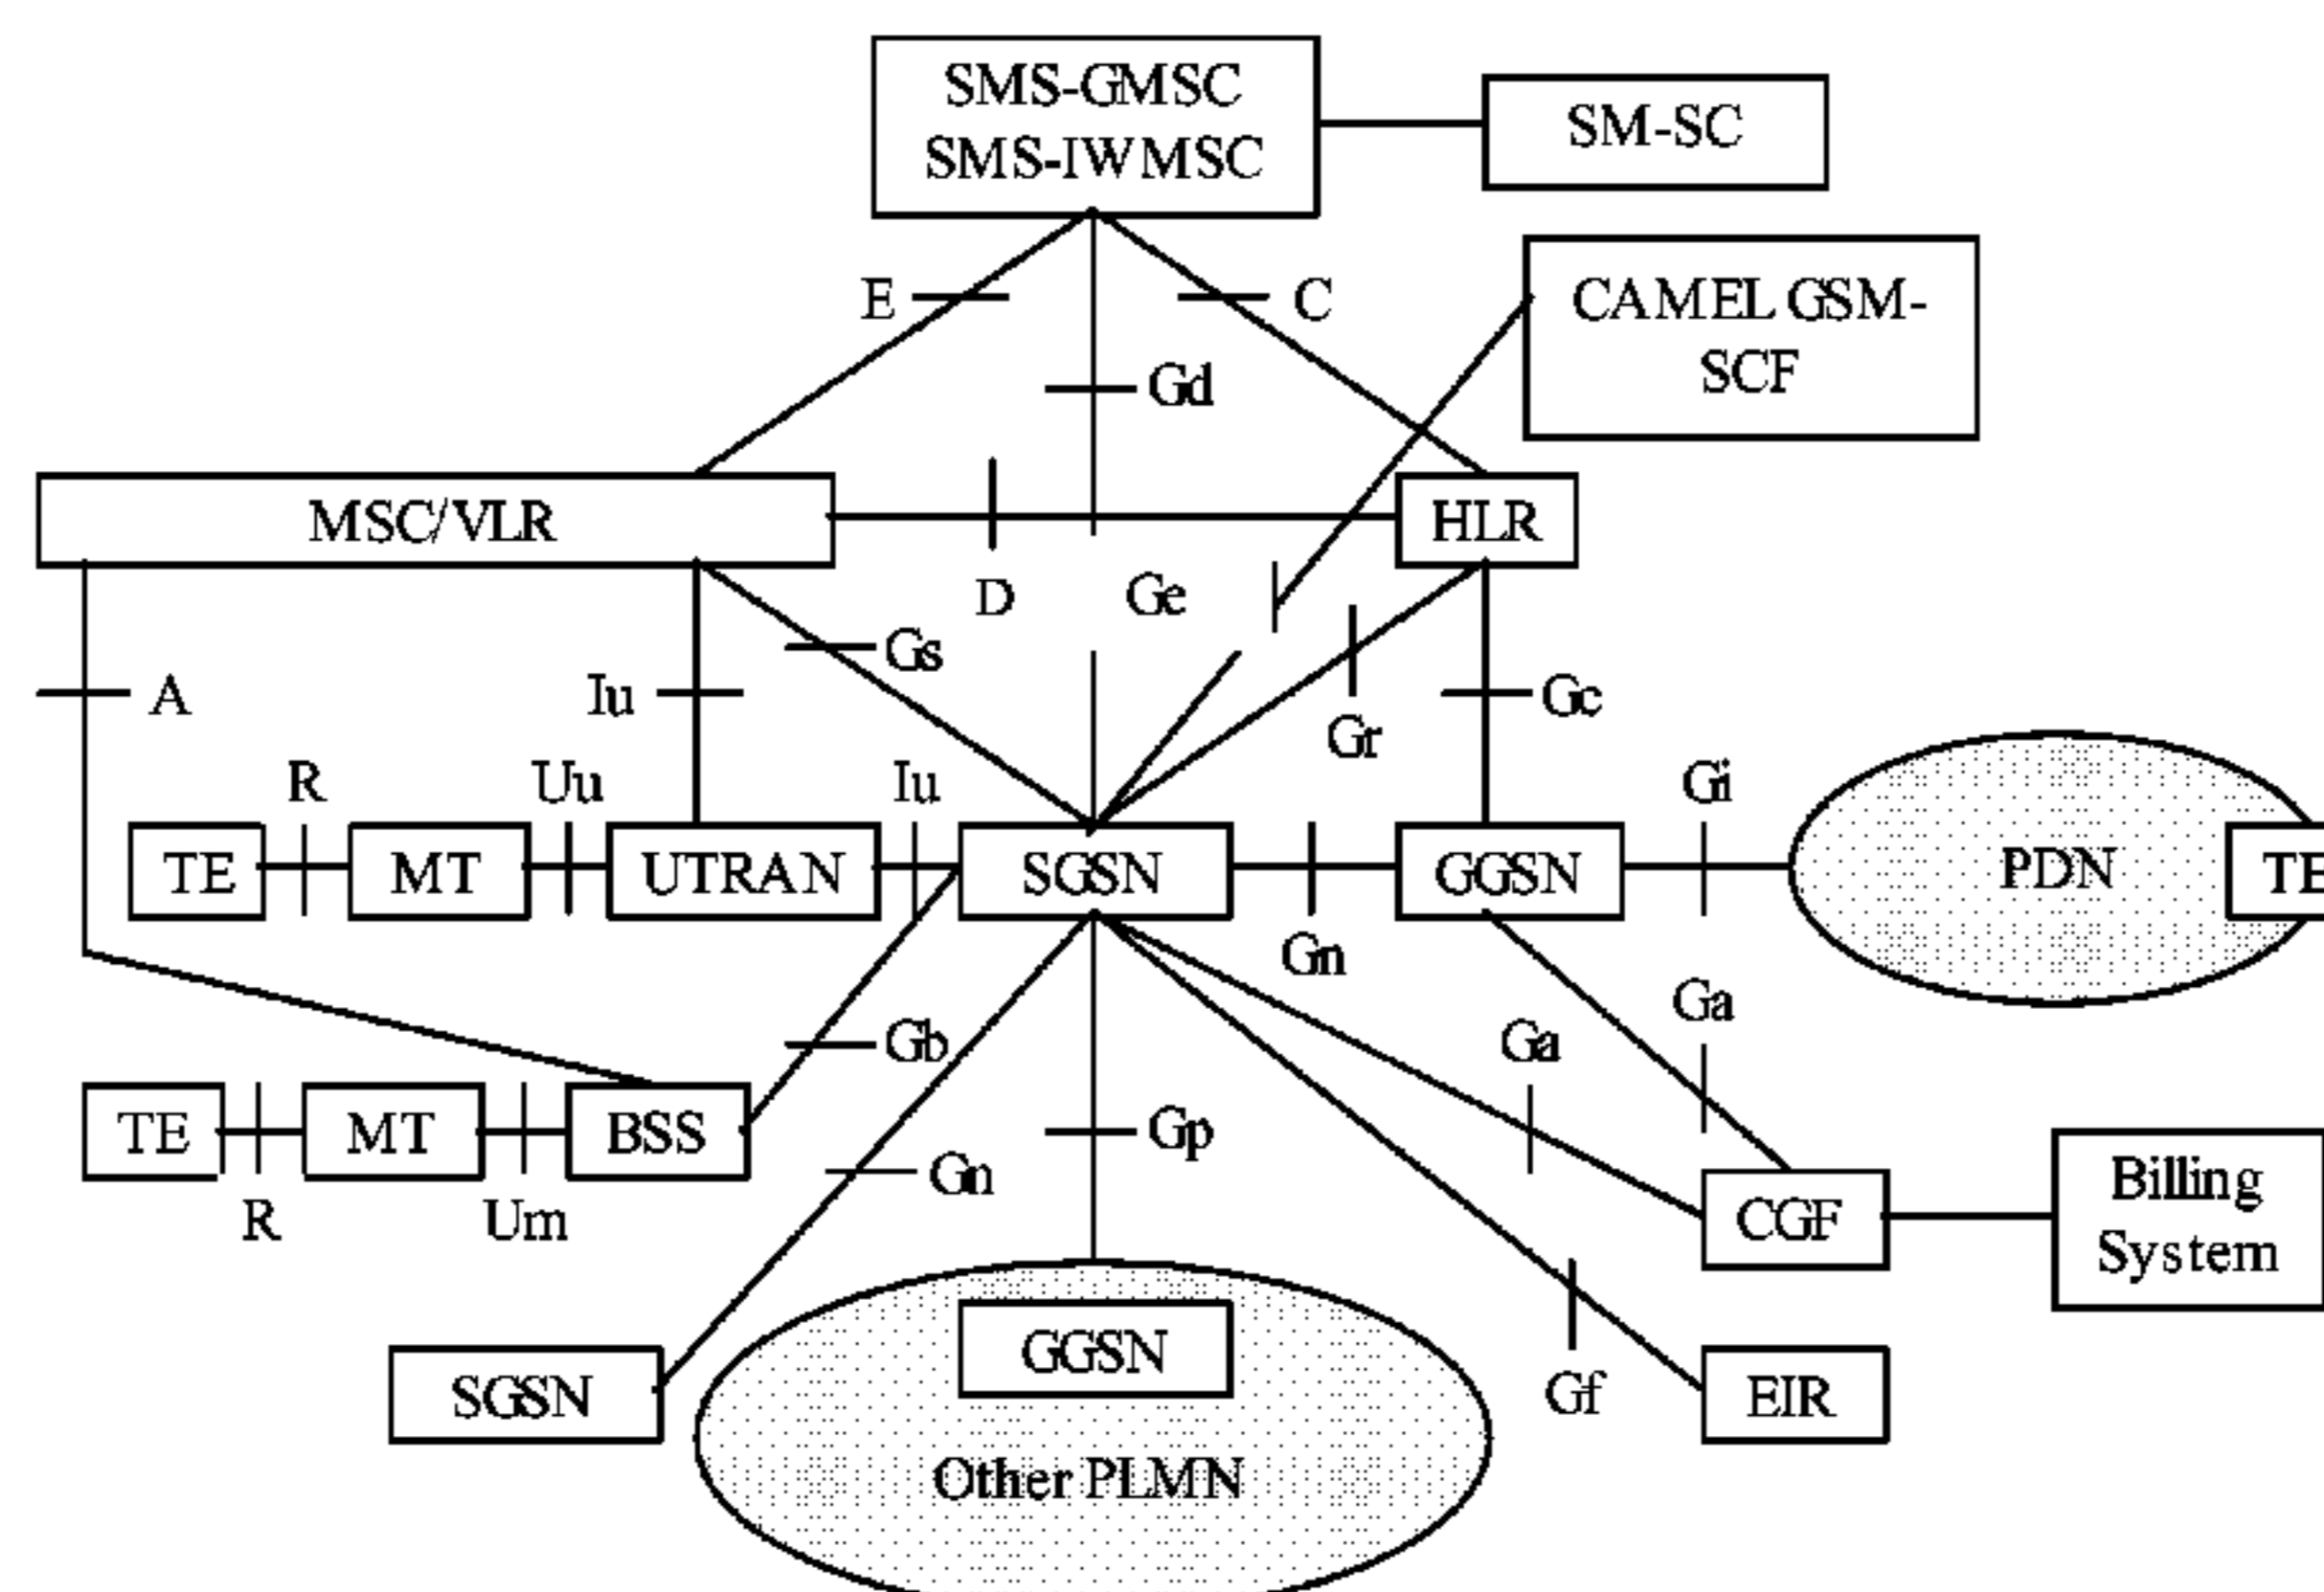 SMS-GMSC
SMS-IWMSC
SM-SC
E
C
CAMEL GSM-
SCF
Gd
MSC/VLR
HLR
D
Ge
Gs
A
Iu
Gc
Gr
R
Uu
Iu
Gi
TE
MT
UTRAN
SGSN
GGSN
PDN
TE
Gn
Ga
Gb
Ga
TE
MT
BSS
Gp
Gn
R
Um
CGF
Billing
System
GGSN
SGSN
Gf
EIR
Other PLMN